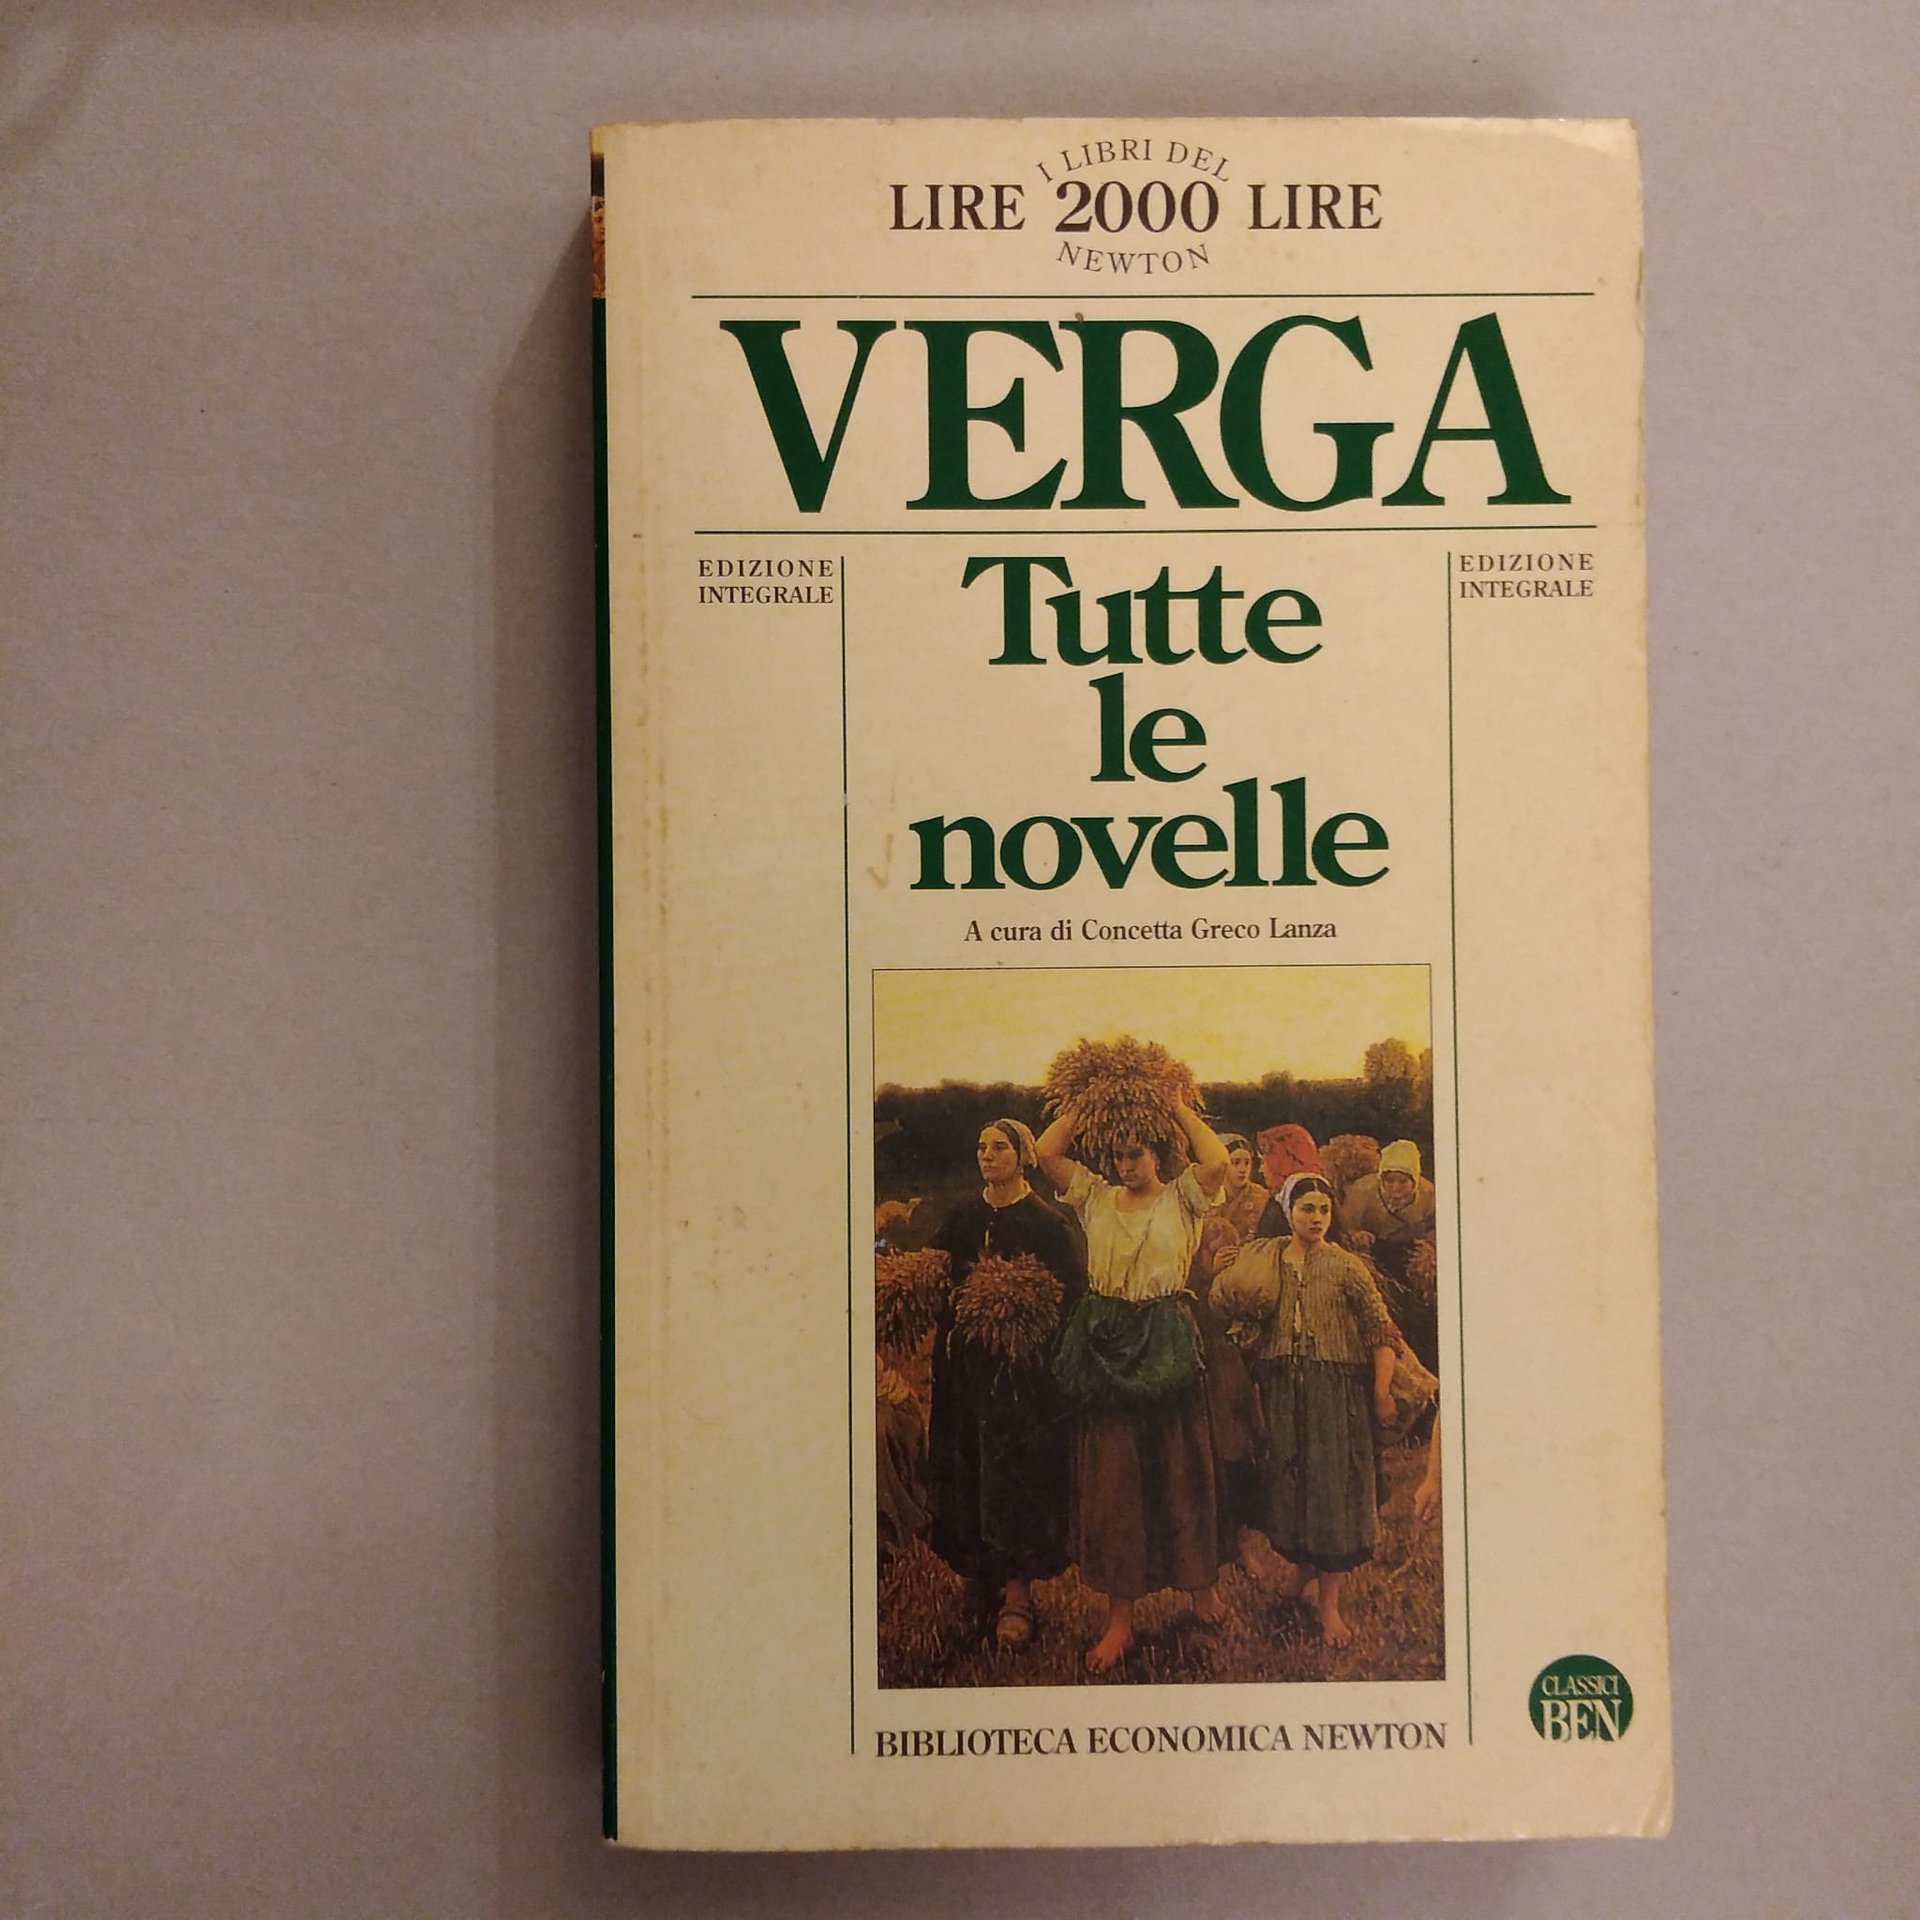 I LIBRI DEL
LIRE 2000 LIRE
NEWTON
VERGA
EDIZIONE
INTEGRALE
Tutte
le
novelle
EDIZIONE
INTEGRALE
A cura di Concetta Greco Lanza
BIBLIOTECA ECONOMICA NEWTON
CLASSICI
BEN